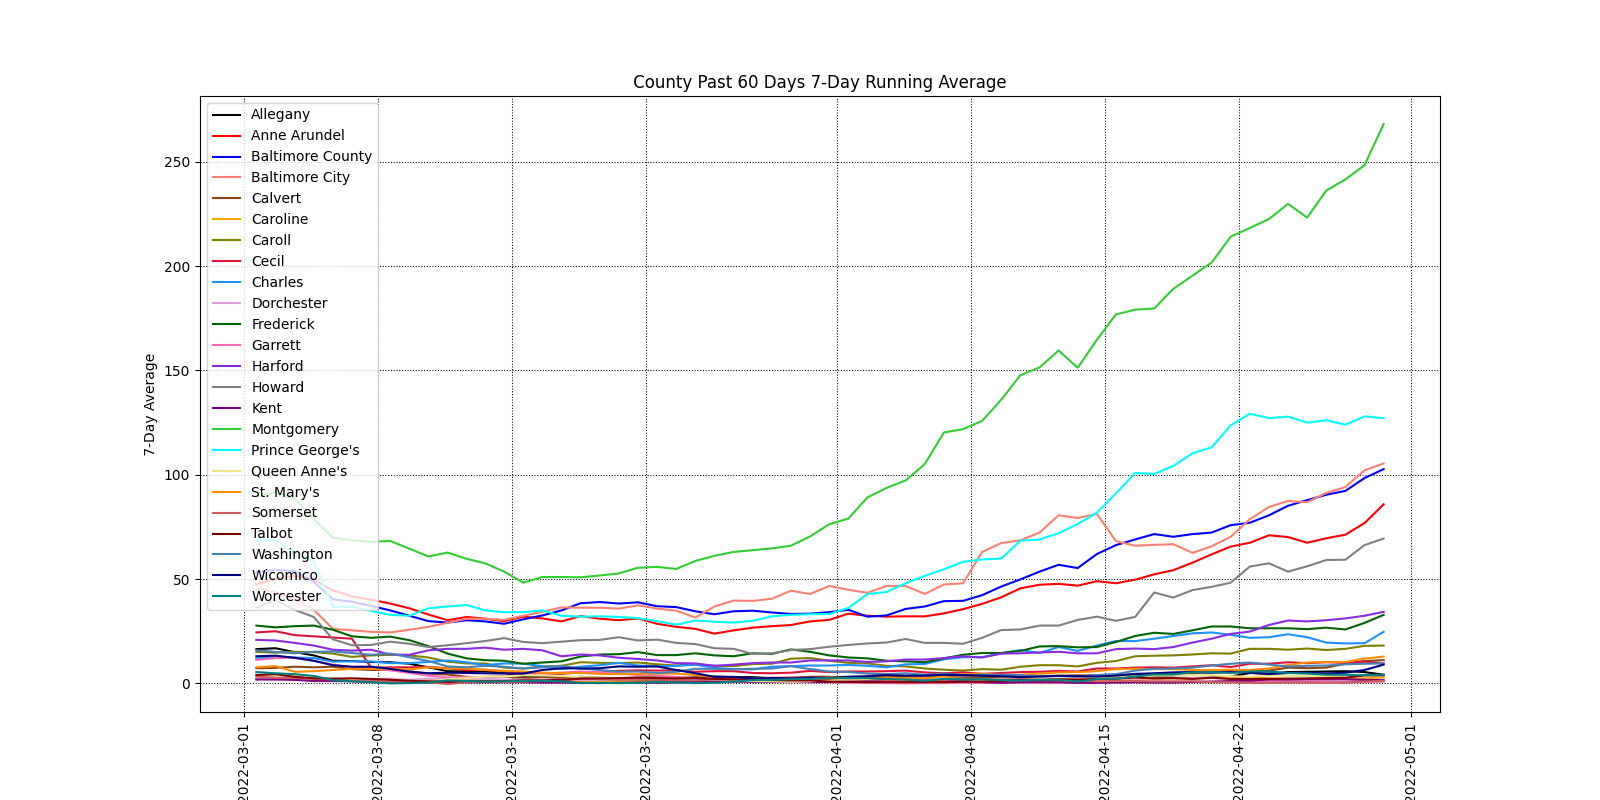 County Past 60 Days 7-Day Running Average
7-Day Average
250
200
150
100
50
0
Allegany
Anne Arundel
Baltimore County
Baltimore City
Calvert
Caroline
Caroll
Cecil
Charles
Dorchester
Frederick
Garrett
Harford
Howard
Kent
Montgomery
Prince George's
Queen Anne's
St. Mary's
Somerset
Talbot
Washington
Wicomico
Worcester
2022-03-01
2022-03-08
2022-03-15
2022-03-22
2022-04-01
2022-04-08
2022-04-15
2022-04-22
2022-05-01